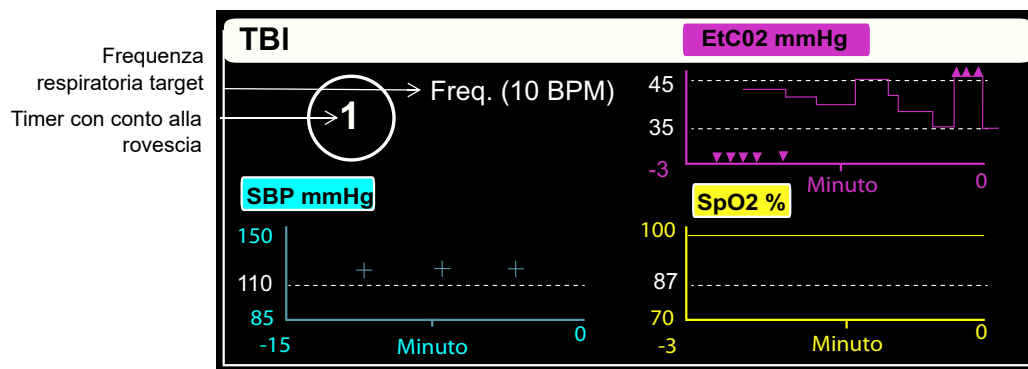 Frequenza
respiratoria target
Timer con conto alla
rovescia
TBI
1
Freq. (10 BPM)
EtC02 mmHg
45
35
-3
Minuto
0
SBP mmHg
150
110
85
-15
Minuto
0
SpO2 %
100
87
70
-3
Minuto
0